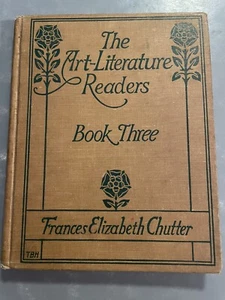 The
Art-Literature
Readers
Book Three
Frances Elizabeth Chutter
TBH